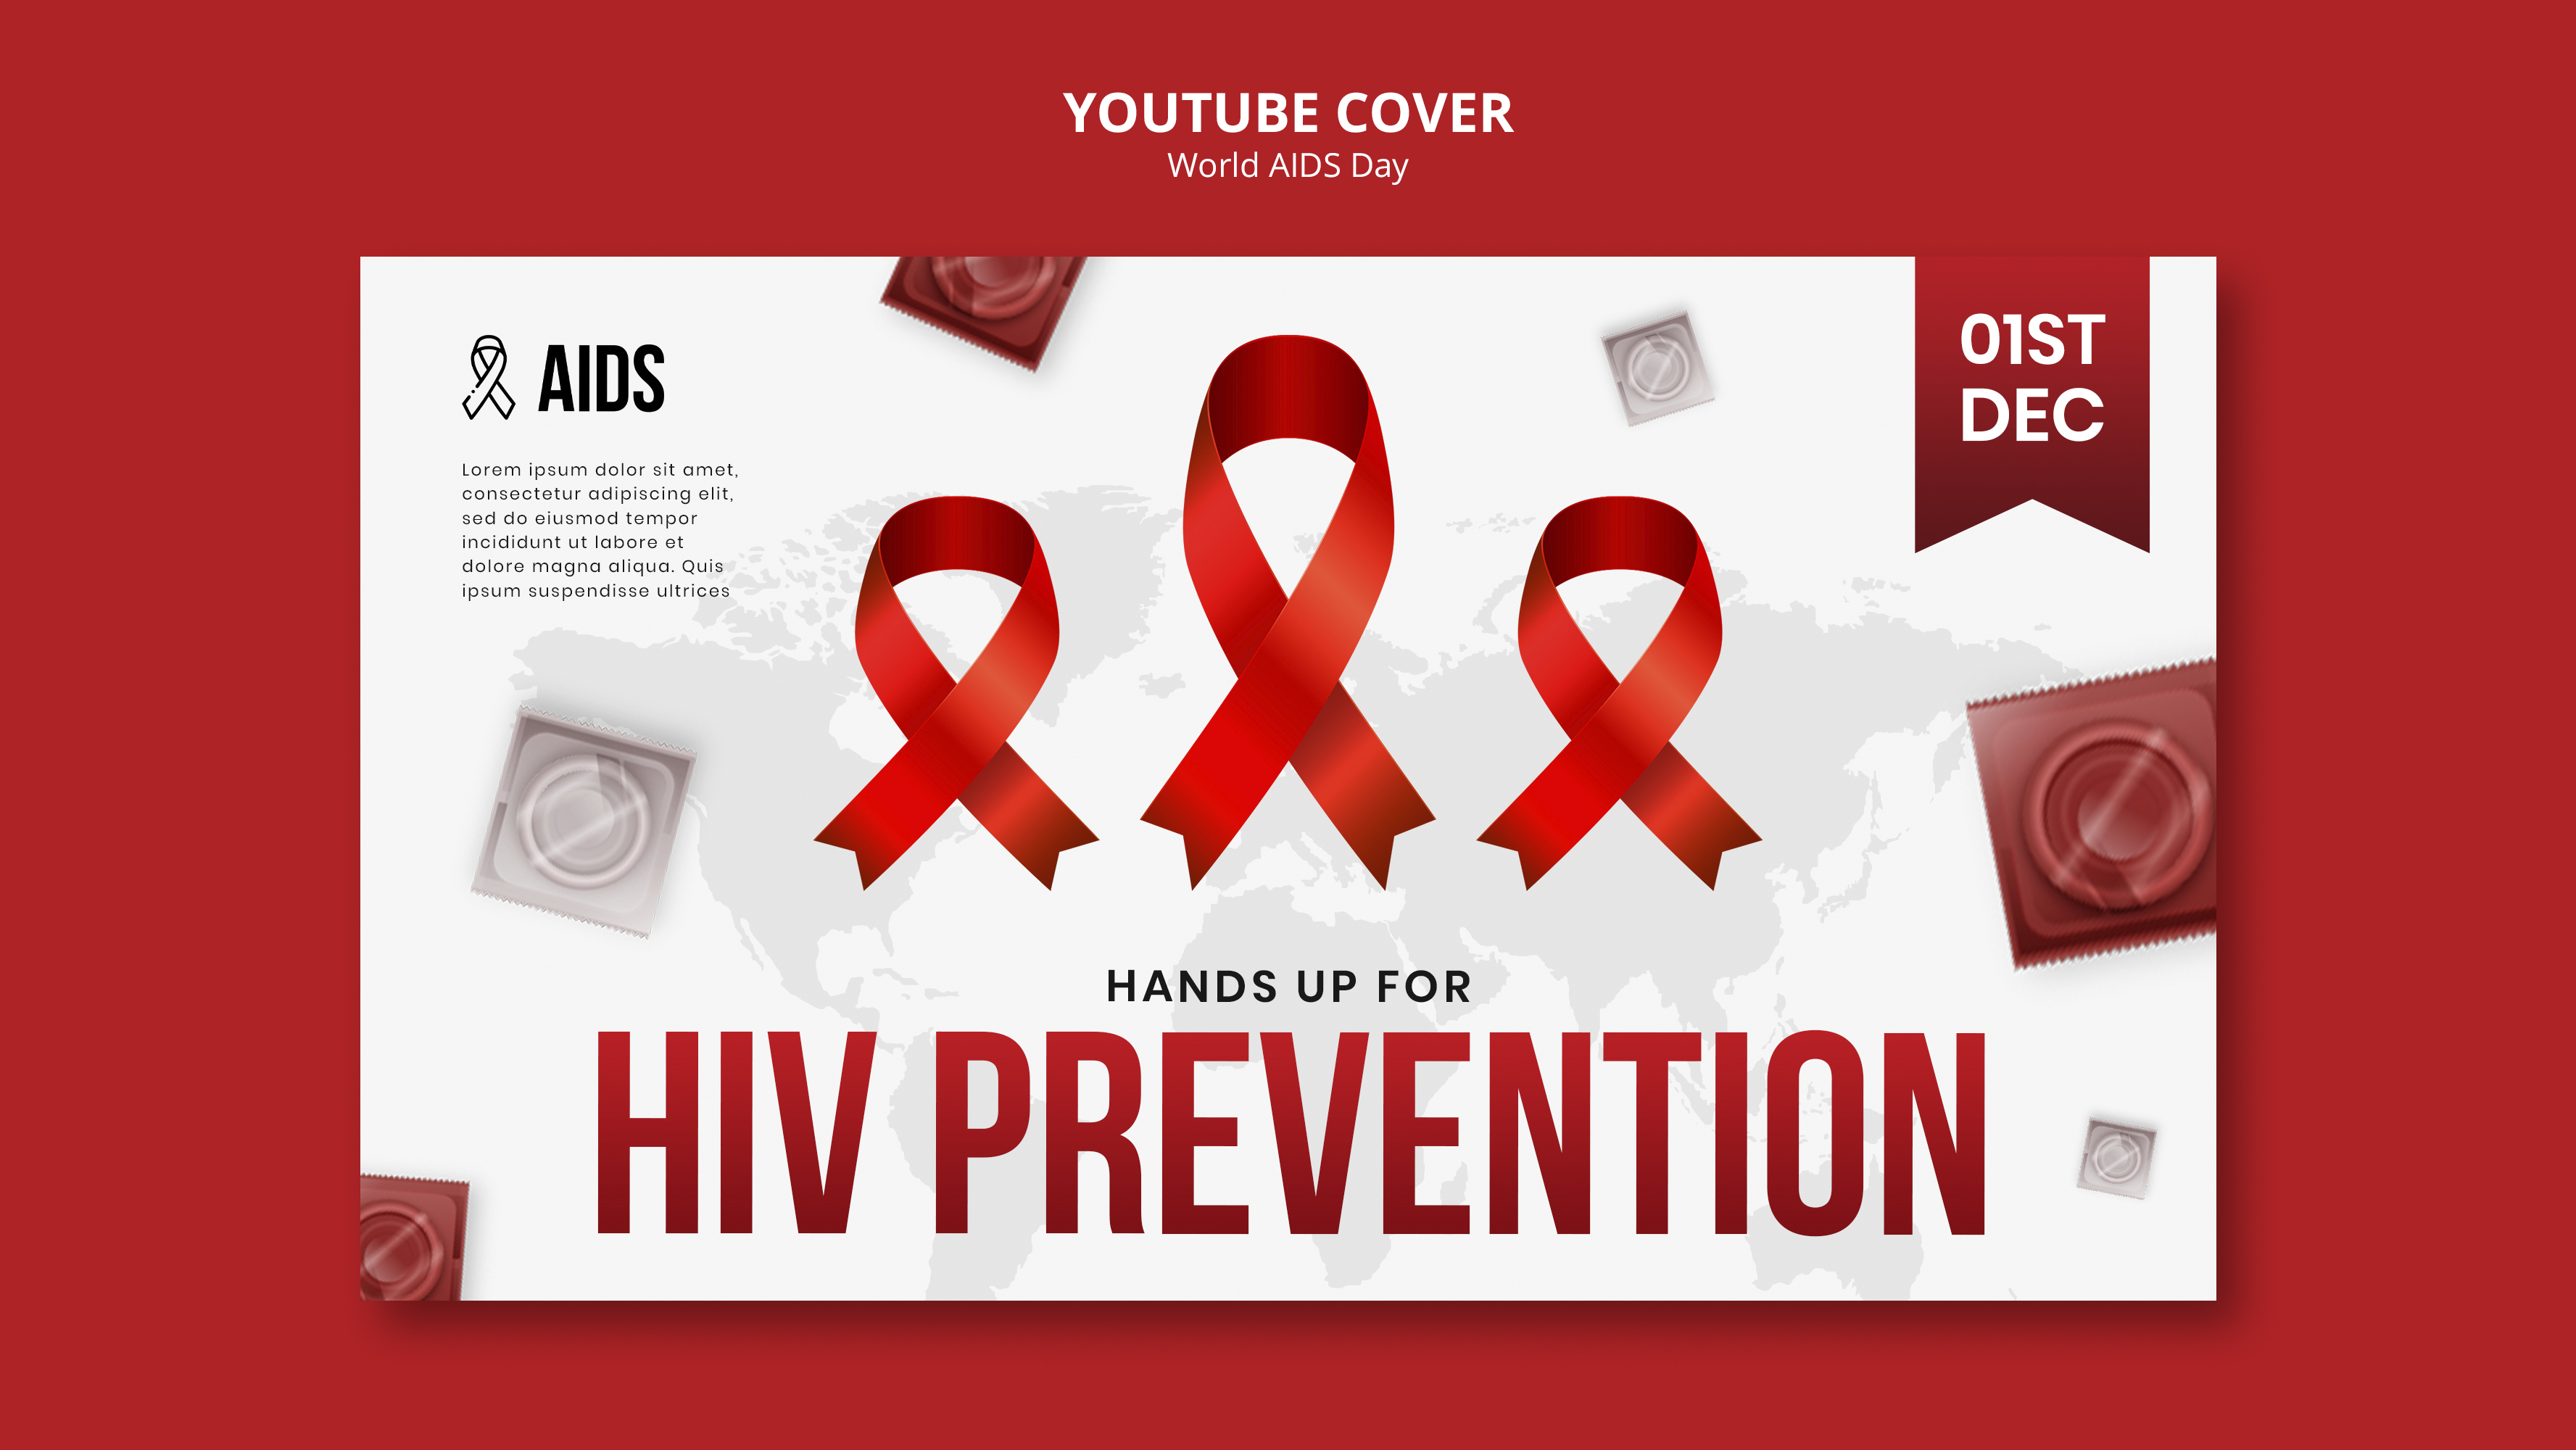 YOUTUBE COVER
World AIDS Day
AIDS
Lorem ipsum dolor sit amet,
consectetur adipiscing elit,
sed do eiusmod tempor
incididunt ut labore et
dolore magna aliqua. Quis
ipsum suspendisse ultrices
01ST
DEC
HANDS UP FOR
HIV PREVENTION